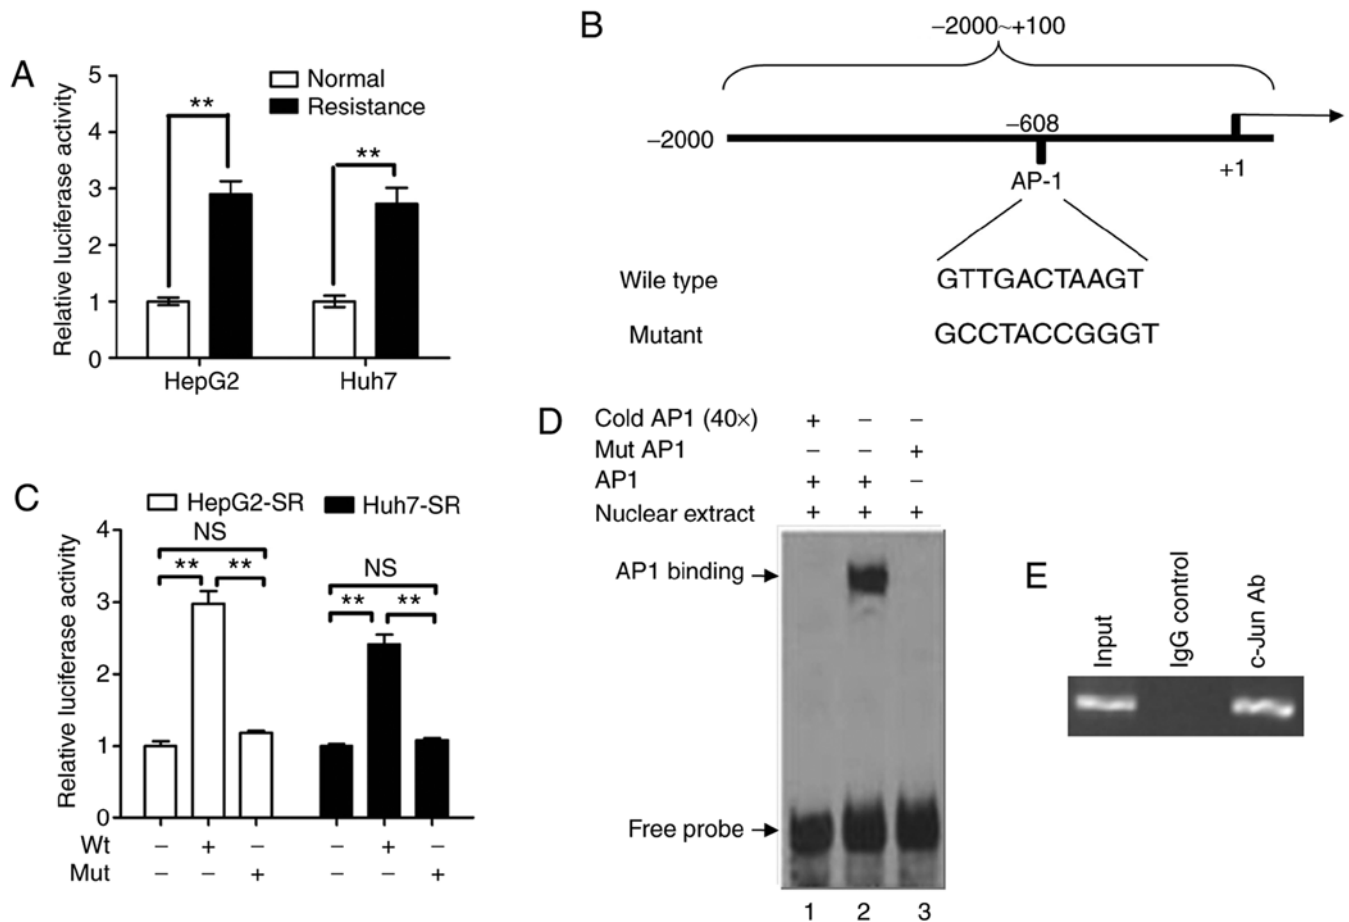 A
Relative luciferase activity
5
4
3
2
1
0
Normal
Resistance
**
**
HepG2
Huh7
B
−2000~+100
−2000
−608
AP-1
+1
Wile type
GTTGACTAAGT
Mutant
GCCTACCGGGT
C
Relative luciferase activity
HepG2-SR
Huh7-SR
4
3
2
1
0
NS
** **
NS
** **
Wt − + − − + −
Mut − − + − − +
D
Cold AP1 (40×) + − −
Mut AP1 − − +
AP1 + + −
Nuclear extract + + +
AP1 binding
Free probe
1 2 3
E
Input
IgG control
c-Jun Ab